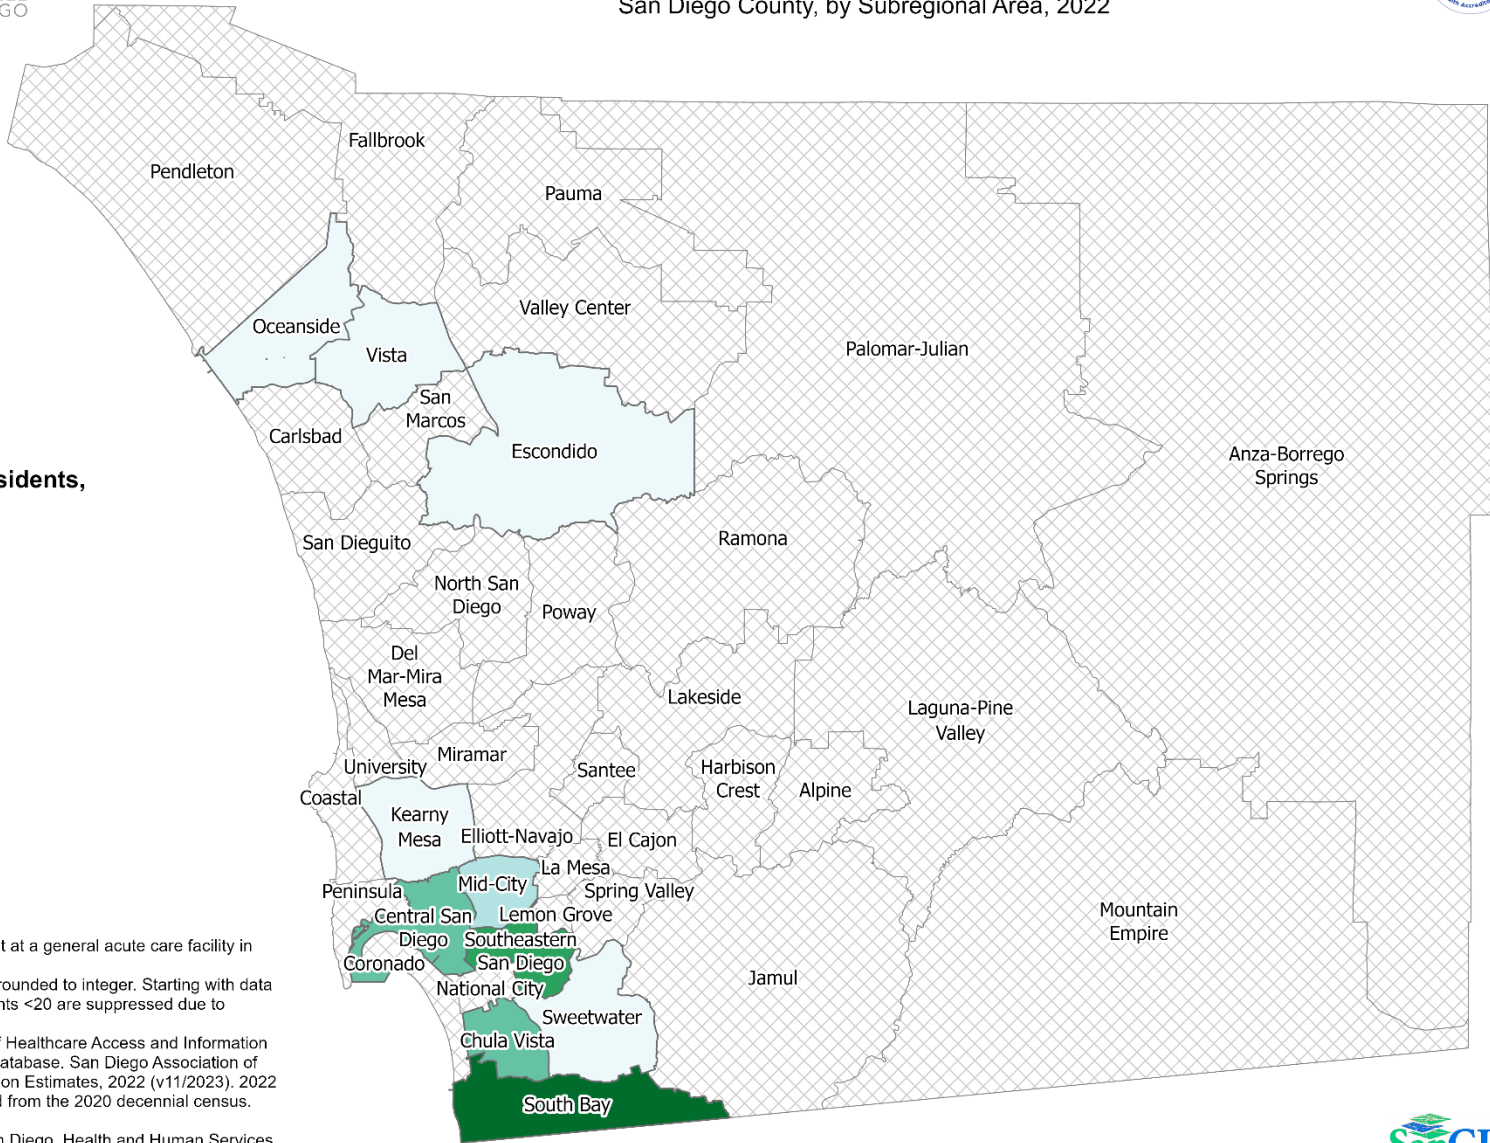 GO
San Diego County, by Subregional Area, 2022
sidents,
Pendleton
Fallbrook
Pauma
Valley Center
Oceanside
Vista
San
Marcos
Carlsbad
Escondido
Palomar-Julian
Anza-Borrego
Springs
San Dieguito
North San
Diego
Poway
Ramona
Del
Mar-Mira
Mesa
Lakeside
Laguna-Pine
Valley
Miramar
University
Santee
Harbison
Crest
Alpine
Coastal
Kearny
Mesa
Elliott-Navajo
El Cajon
La Mesa
Mid-City
Peninsula
Spring Valley
Central San
Diego
Lemon Grove
Southeastern
San Diego
Coronado
National City
Sweetwater
Chula Vista
Jamul
Mountain
Empire
South Bay
t at a general acute care facility in
rounded to integer. Starting with data
nts <20 are suppressed due to
f Healthcare Access and Information
atabase. San Diego Association of
on Estimates, 2022 (v11/2023). 2022
d from the 2020 decennial census.
n Diego, Health and Human Services